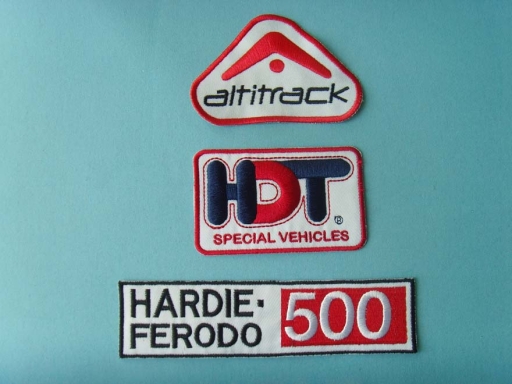 altitrack
HDT ®
SPECIAL VEHICLES
HARDIE·
FERODO 500